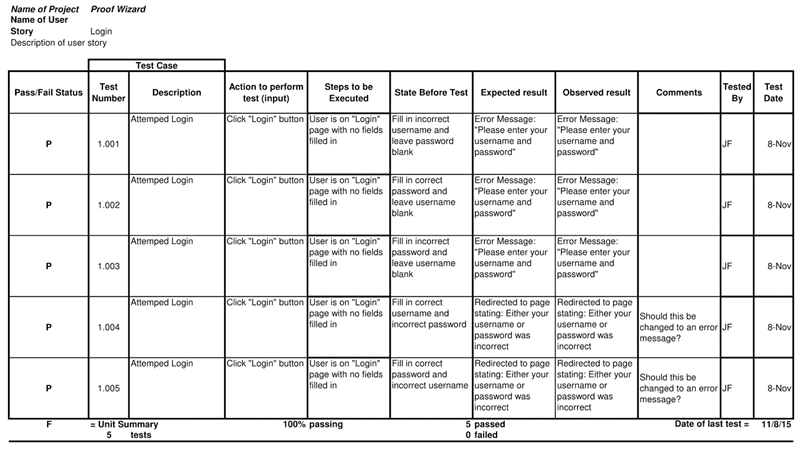 Name of Project Proof Wizard
Name of User
Story Login
Description of user story
Test Case
Pass/Fail Status
Test
Number
Description
Action to perform
test (input)
Steps to be
Executed
State Before Test
Expected result
Observed result
Comments
Tested
By
Test
Date
P
1.001
Attemped Login
Click "Login" button
User is on "Login"
page with no fields
filled in
Fill in incorrect
username and
leave password
blank
Error Message:
"Please enter your
username and
password"
Error Message:
"Please enter your
username and
password"
JF
8-Nov
P
1.002
Attemped Login
Click "Login" button
User is on "Login"
page with no fields
filled in
Fill in correct
password and
leave username
blank
Error Message:
"Please enter your
username and
password"
Error Message:
"Please enter your
username and
password"
JF
8-Nov
P
1.003
Attemped Login
Click "Login" button
User is on "Login"
page with no fields
filled in
Fill in incorrect
password and
leave username
blank
Error Message:
"Please enter your
username and
password"
Error Message:
"Please enter your
username and
password"
JF
8-Nov
P
1.004
Attemped Login
Click "Login" button
User is on "Login"
page with no fields
filled in
Fill in correct
username and
incorrect password
Redirected to page
stating: Either your
username or
password was
incorrect
Redirected to page
stating: Either your
username or
password was
incorrect
Should this be
changed to an error
message?
JF
8-Nov
P
1.005
Attemped Login
Click "Login" button
User is on "Login"
page with no fields
filled in
Fill in correct
password and
incorrect username
Redirected to page
stating: Either your
username or
password was
incorrect
Redirected to page
stating: Either your
username or
password was
incorrect
Should this be
changed to an error
message?
JF
8-Nov
F = Unit Summary 100% passing 5 passed Date of last test = 11/8/15
5 tests 0 failed